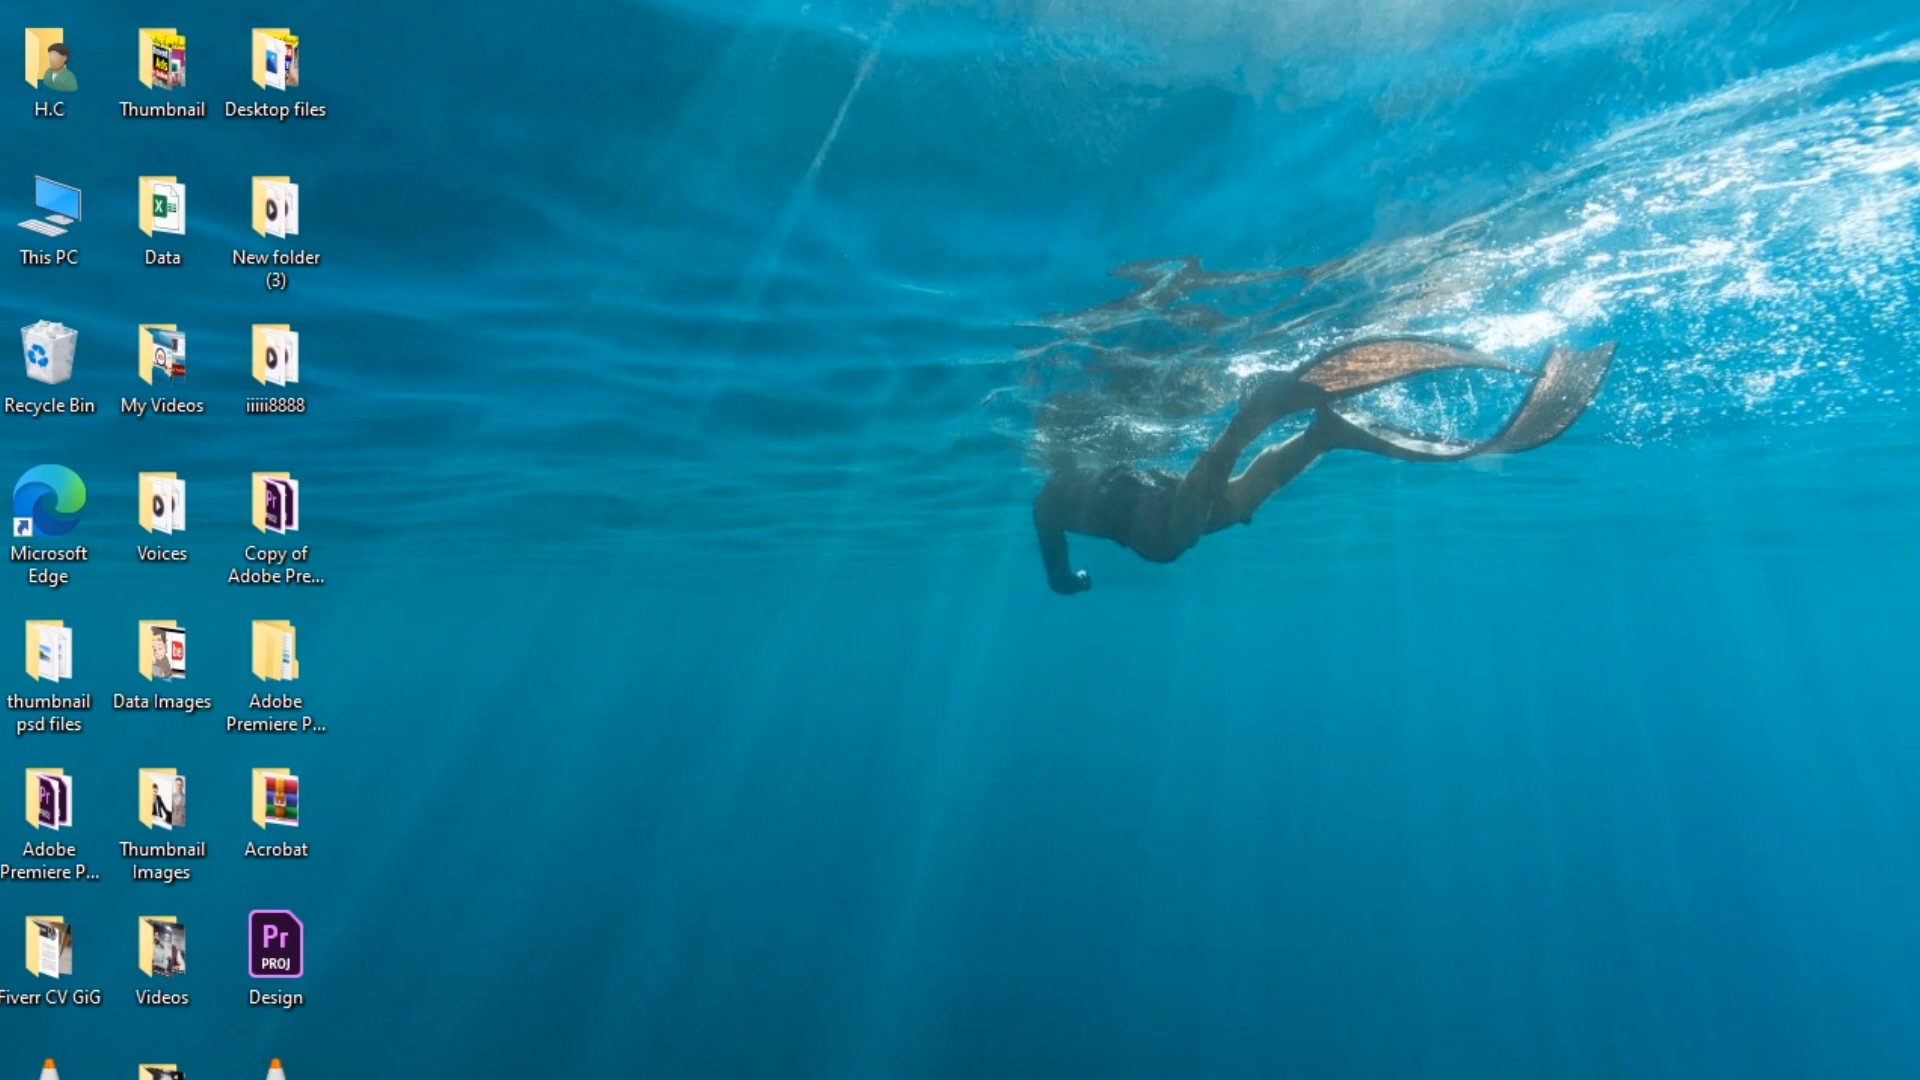 H.C
Thumbnail
Desktop files
This PC
Data
New folder
(3)
Recycle Bin
My Videos
iiiii8888
Microsoft
Edge
Voices
Copy of
Adobe Pre...
thumbnail
psd files
Data Images
Adobe
Premiere P...
Adobe
Premiere P...
Thumbnail
Images
Acrobat
Fiverr CV GiG
Videos
Pr
PROJ
Design